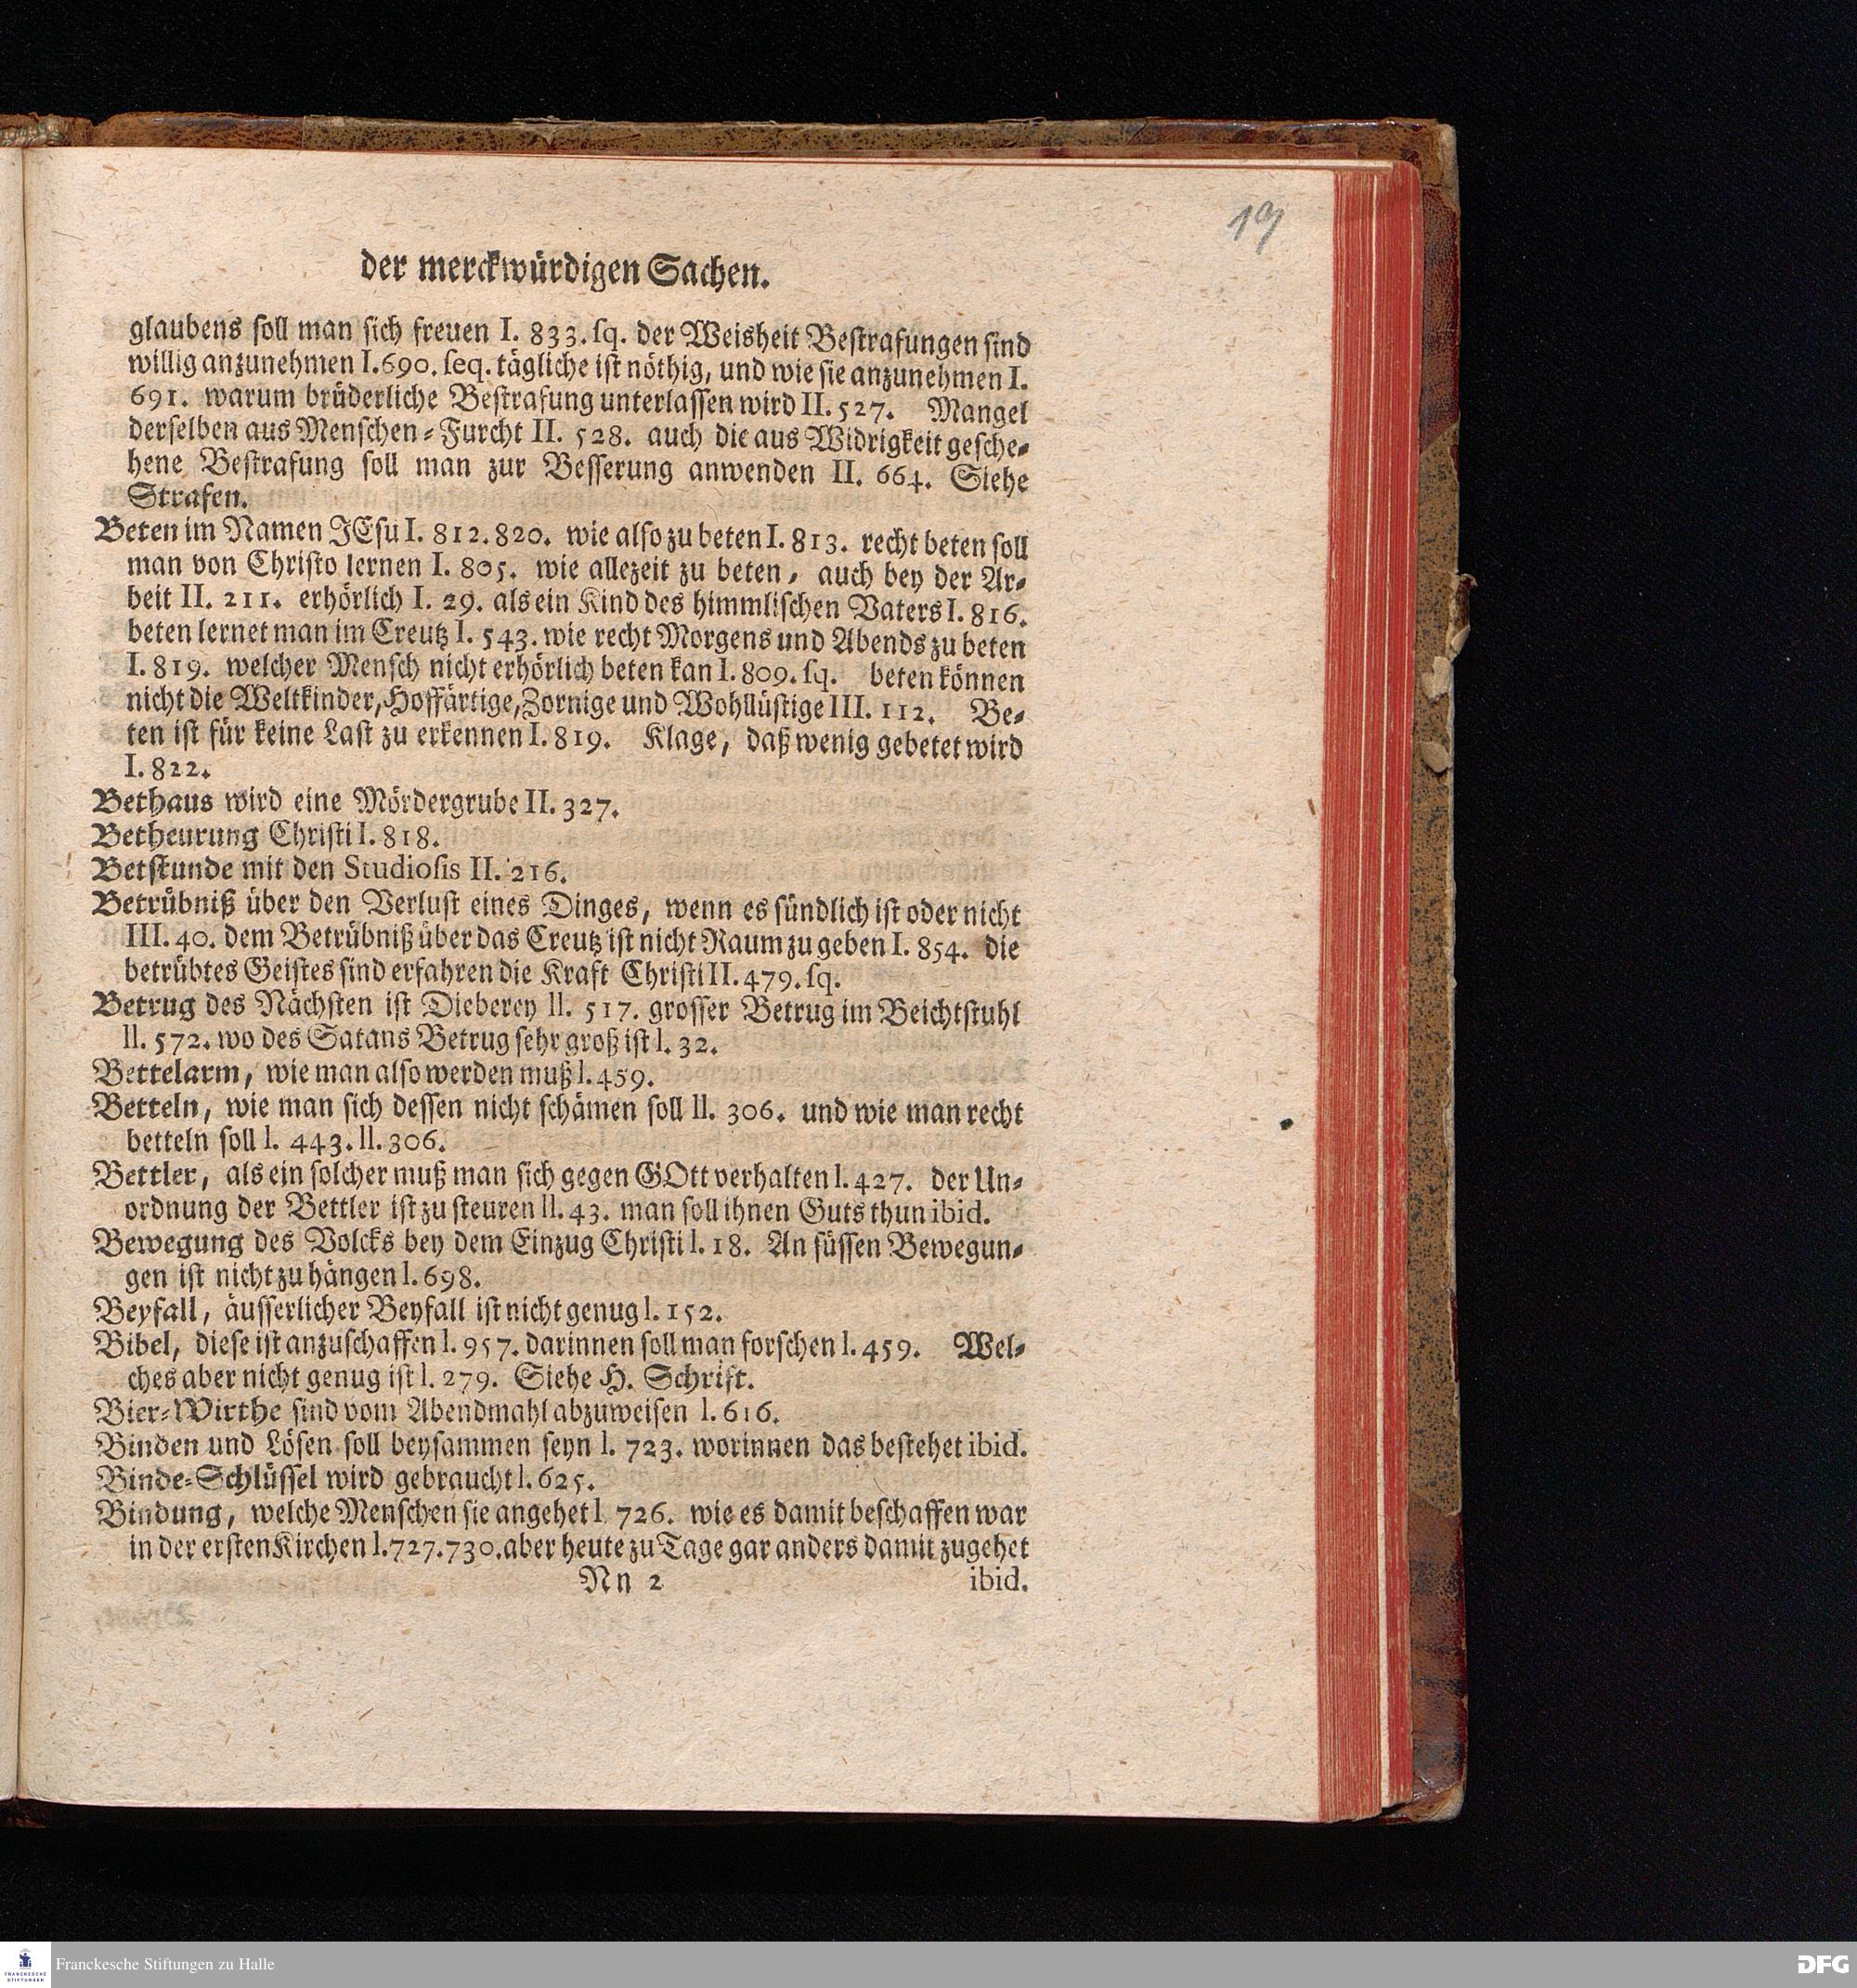 19
der merckwürdigen Sachen.
glaubens soll man sich freuen I. 833. sq. der Weisheit Bestrafungen sind
willig anzunehmen I. 690. seq. tägliche ist nöthig, und wie sie anzunehmen I.
691. warum brüderliche Bestrafung unterlassen wird II. 527. Mangel
derselben aus Menschen-Furcht II. 528. auch die aus Widrigkeit gesche-
hene Bestrafung soll man zur Besserung anwenden II. 664. Siehe
Strafen.
Beten im Namen JEsu I. 812. 820. wie also zu beten I. 813. recht beten soll
man von Christo lernen I. 805. wie allezeit zu beten, auch bey der Ar-
beit II. 211. erhörlich I. 29. als ein Kind des himmlischen Vaters I. 816.
beten lernet man im Creutz I. 543. wie recht Morgens und Abends zu beten
I. 819. welcher Mensch nicht erhörlich beten kan I. 809. sq. beten können
nicht die Weltkinder, Hoffärtige, Zornige und Wohllüstige III. 112. Be-
ten ist für keine Last zu erkennen I. 819. Klage, daß wenig gebetet wird
I. 822.
Bethaus wird eine Mördergrube II. 327.
Betheurung Christi I. 818.
Betstunde mit den Studiosis II. 216.
Betrübniß über den Verlust eines Dinges, wenn es sündlich ist oder nicht
III. 40. dem Betrübniß über das Creutz ist nicht Raum zu geben I. 854. die
betrübtes Geistes sind erfahren die Kraft Christi II. 479. sq.
Betrug des Nächsten ist Dieberey ll. 517. grosser Betrug im Beichtstuhl
ll. 572. wo des Satans Betrug sehr groß ist l. 32.
Bettelarm, wie man also werden muß l. 459.
Betteln, wie man sich dessen nicht schämen soll ll. 306. und wie man recht
betteln soll l. 443. ll. 306.
Bettler, als ein solcher muß man sich gegen GOtt verhalten l. 427. der Un-
ordnung der Bettler ist zu steuren ll. 43. man soll ihnen Guts thun ibid.
Bewegung des Volcks bey dem Einzug Christi l. 18. An süssen Bewegun-
gen ist nicht zu hängen l. 698.
Beyfall, äusserlicher Beyfall ist nicht genug l. 152.
Bibel, diese ist anzuschaffen l. 957. darinnen soll man forschen l. 459. Wel-
ches aber nicht genug ist l. 279. Siehe H. Schrift.
Bier-Wirthe sind vom Abendmahl abzuweisen l. 616.
Binden und Lösen soll beysammen seyn l. 723. worinnen das bestehet ibid.
Binde-Schlüssel wird gebraucht l. 625.
Bindung, welche Menschen sie angehet l. 726. wie es damit beschaffen war
in der ersten Kirchen l. 727. 730. aber heute zu Tage gar anders damit zugehet
Nn 2 ibid.
FRANCKESCHE STIFTUNGEN
Franckesche Stiftungen zu Halle
DFG